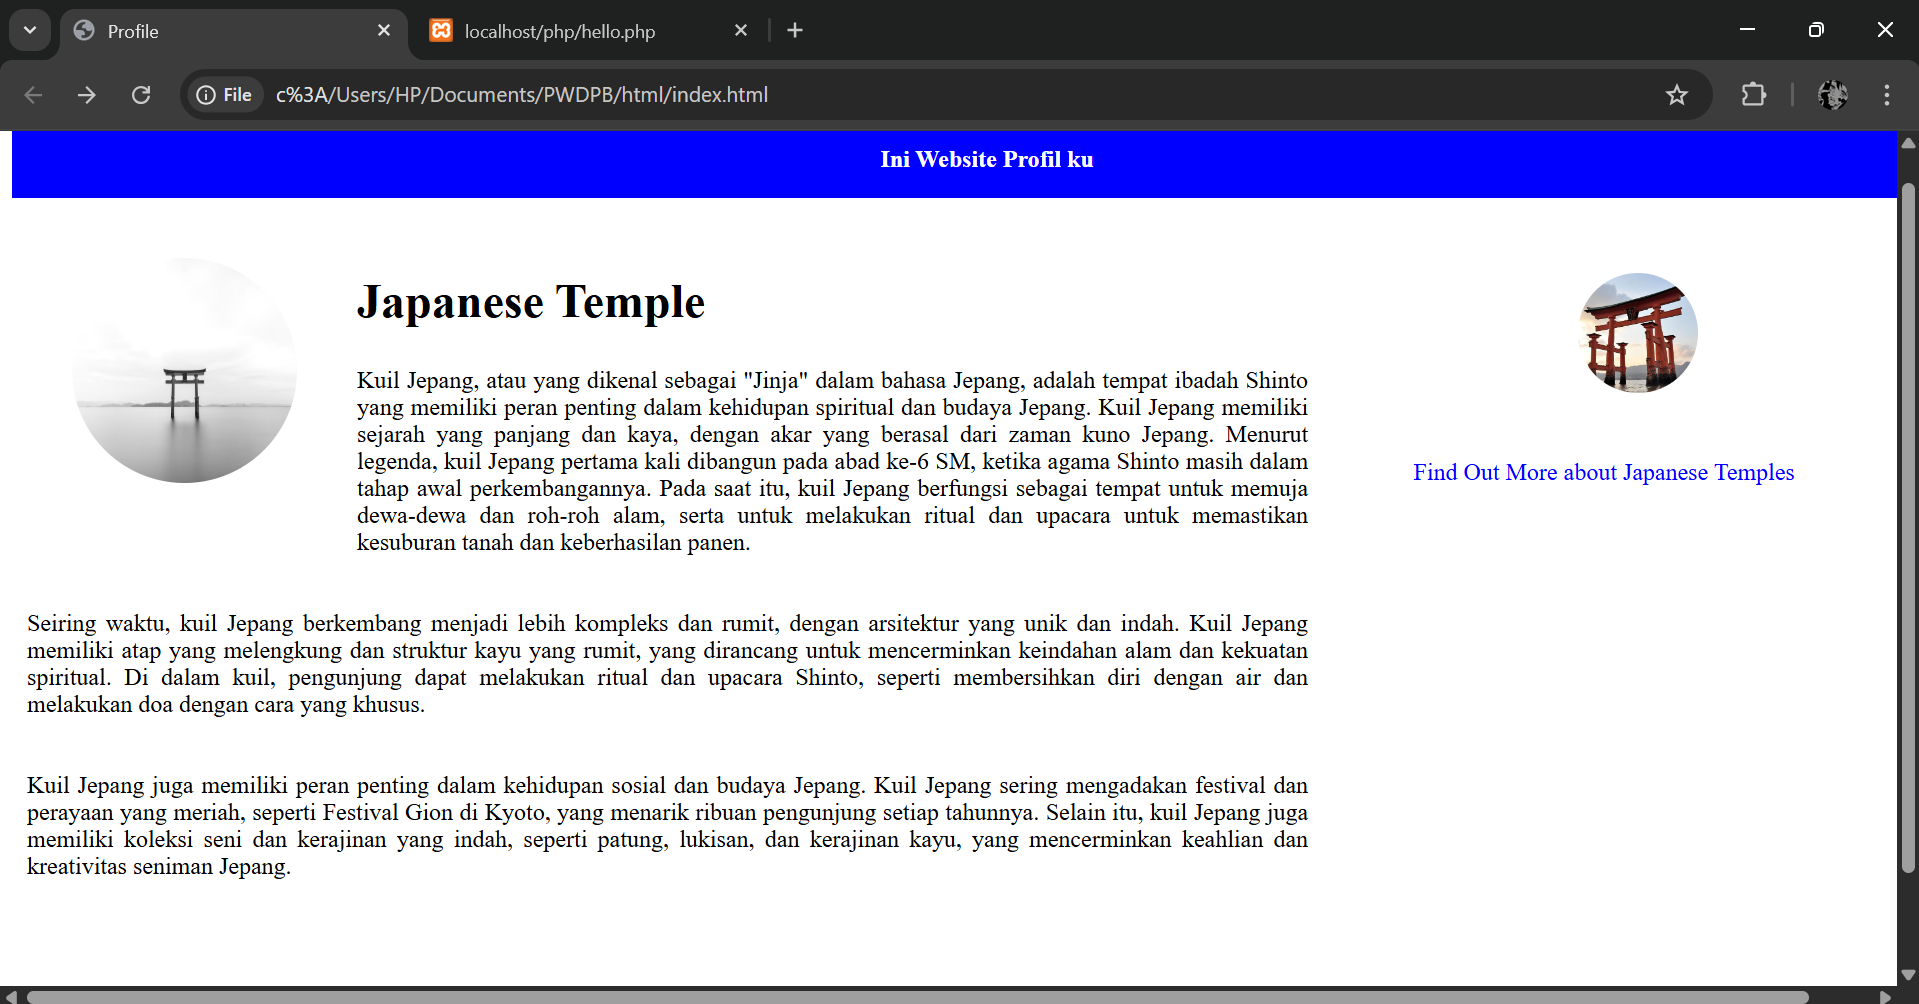 Profile
localhost/php/hello.php
File
c%3A/Users/HP/Documents/PWDPB/html/index.html
Ini Website Profil ku
Japanese Temple
Kuil Jepang, atau yang dikenal sebagai "Jinja" dalam bahasa Jepang, adalah tempat ibadah Shinto
yang memiliki peran penting dalam kehidupan spiritual dan budaya Jepang. Kuil Jepang memiliki
sejarah yang panjang dan kaya, dengan akar yang berasal dari zaman kuno Jepang. Menurut
legenda, kuil Jepang pertama kali dibangun pada abad ke-6 SM, ketika agama Shinto masih dalam
tahap awal perkembangannya. Pada saat itu, kuil Jepang berfungsi sebagai tempat untuk memuja
dewa-dewa dan roh-roh alam, serta untuk melakukan ritual dan upacara untuk memastikan
kesuburan tanah dan keberhasilan panen.
Seiring waktu, kuil Jepang berkembang menjadi lebih kompleks dan rumit, dengan arsitektur yang unik dan indah. Kuil Jepang
memiliki atap yang melengkung dan struktur kayu yang rumit, yang dirancang untuk mencerminkan keindahan alam dan kekuatan
spiritual. Di dalam kuil, pengunjung dapat melakukan ritual dan upacara Shinto, seperti membersihkan diri dengan air dan
melakukan doa dengan cara yang khusus.
Kuil Jepang juga memiliki peran penting dalam kehidupan sosial dan budaya Jepang. Kuil Jepang sering mengadakan festival dan
perayaan yang meriah, seperti Festival Gion di Kyoto, yang menarik ribuan pengunjung setiap tahunnya. Selain itu, kuil Jepang juga
memiliki koleksi seni dan kerajinan yang indah, seperti patung, lukisan, dan kerajinan kayu, yang mencerminkan keahlian dan
kreativitas seniman Jepang.
Find Out More about Japanese Temples